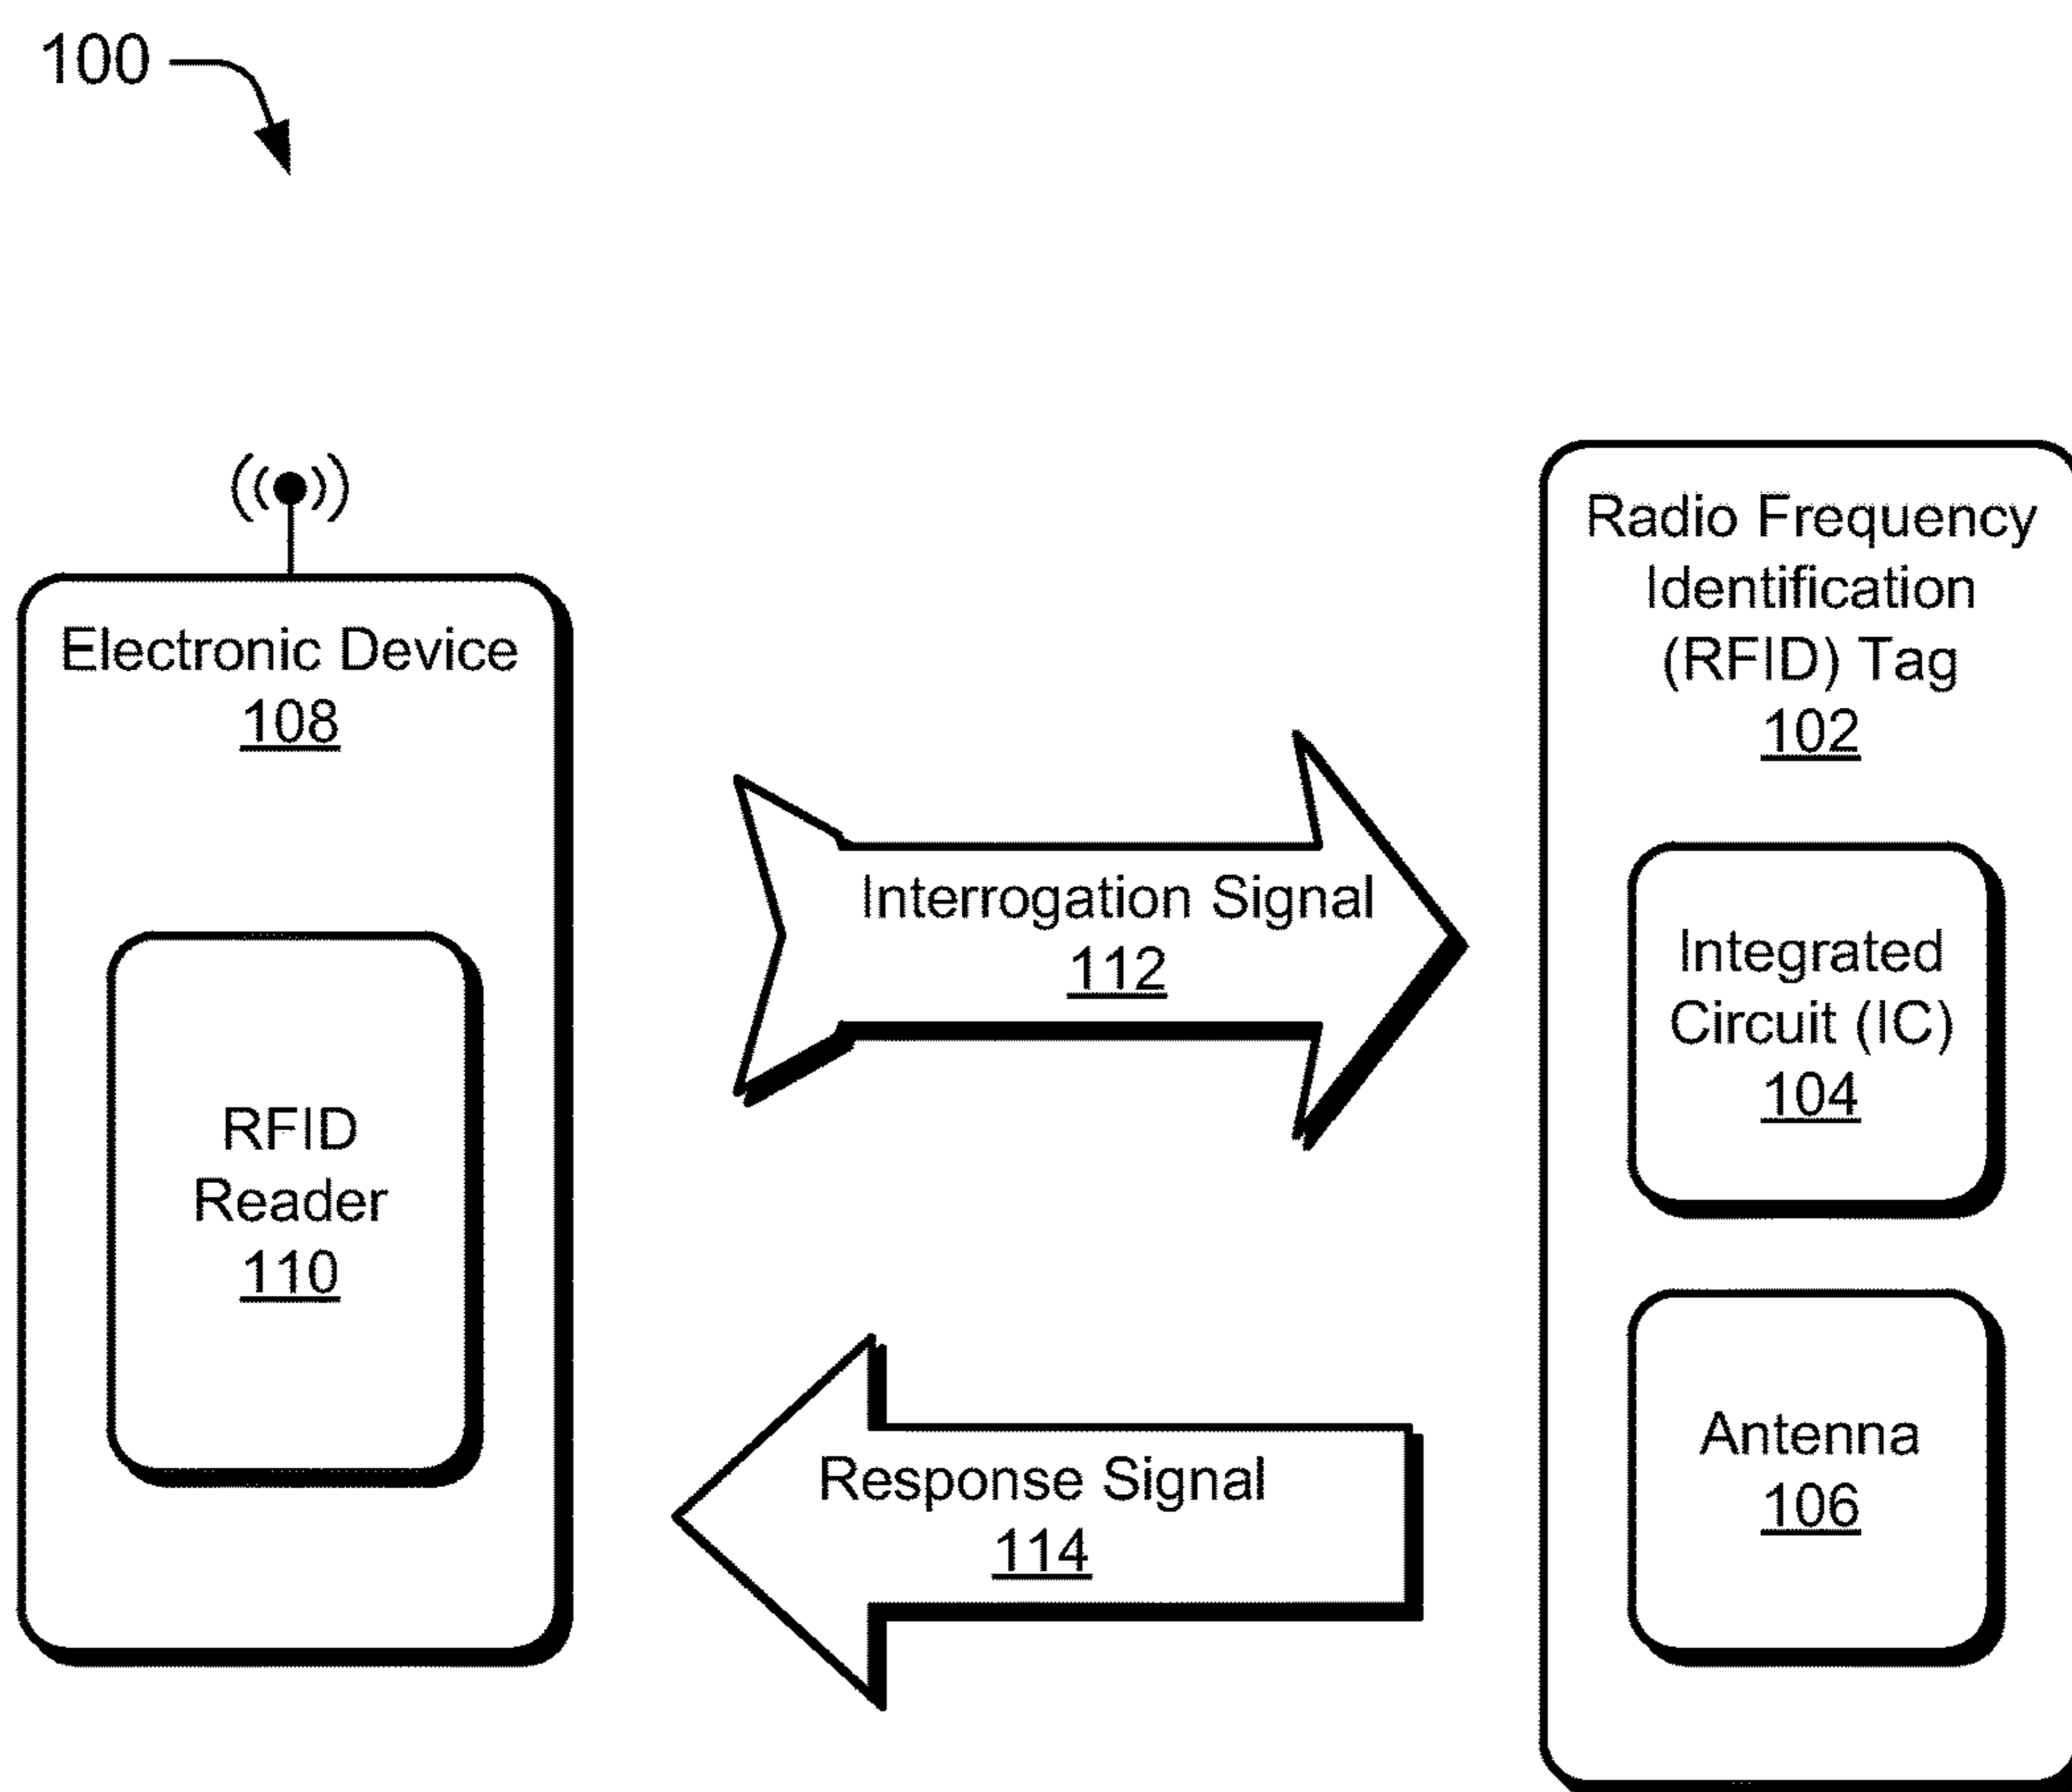 100
Electronic Device
108
RFID
Reader
110
Interrogation Signal
112
Response Signal
114
Radio Frequency
Identification
(RFID) Tag
102
Integrated
Circuit (IC)
104
Antenna
106